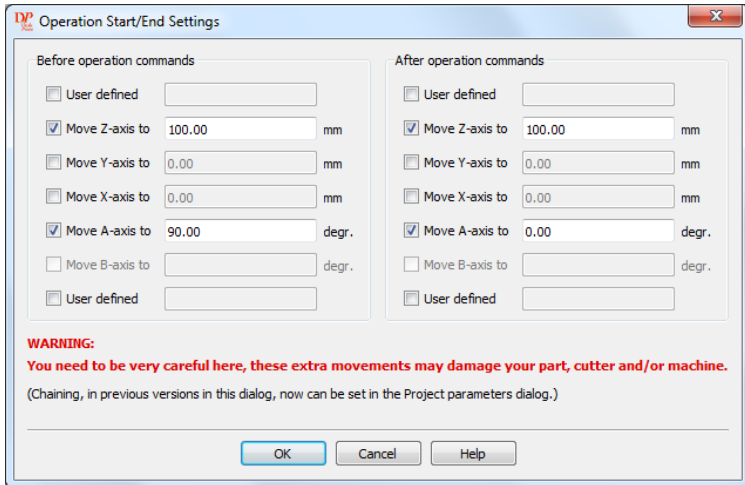 Operation Start/End Settings
Before operation commands
User defined
Move Z-axis to 100.00 mm
Move Y-axis to 0.00 mm
Move X-axis to 0.00 mm
Move A-axis to 90.00 degr.
Move B-axis to degr.
User defined
After operation commands
User defined
Move Z-axis to 100.00 mm
Move Y-axis to 0.00 mm
Move X-axis to 0.00 mm
Move A-axis to 0.00 degr.
Move B-axis to degr.
User defined
WARNING:
You need to be very careful here, these extra movements may damage your part, cutter and/or machine.
(Chaining, in previous versions in this dialog, now can be set in the Project parameters dialog.)
OK Cancel Help